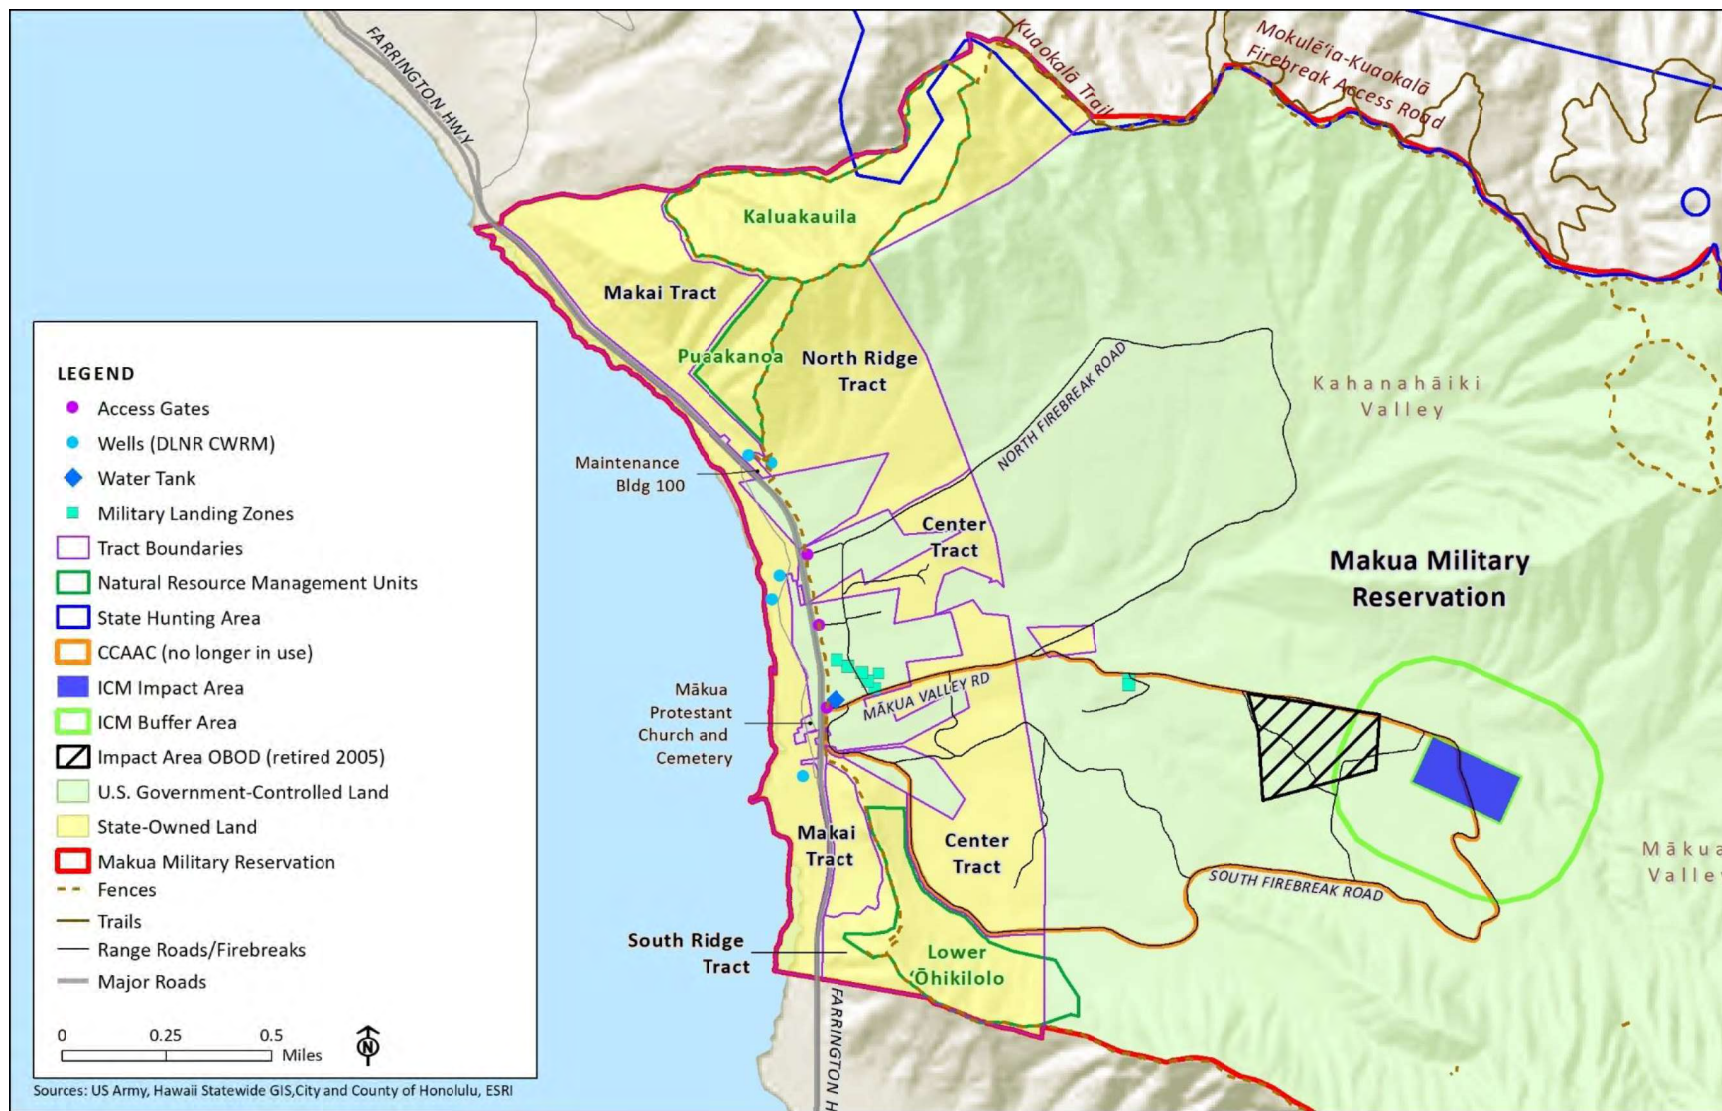 FARRINGTON HWY
Kuaokalā Trail
Mokulē‘ia-Kuaokalā
Firebreak Access Road
Kaluakauila
Makai Tract
Puaakanoa
North Ridge
Tract
NORTH FIREBREAK ROAD
Kahanahāiki
Valley
LEGEND
Access Gates
Wells (DLNR CWRM)
Water Tank
Military Landing Zones
Tract Boundaries
Natural Resource Management Units
State Hunting Area
CCAAC (no longer in use)
ICM Impact Area
ICM Buffer Area
Impact Area OBOD (retired 2005)
U.S. Government-Controlled Land
State-Owned Land
Makua Military Reservation
Fences
Trails
Range Roads/Firebreaks
Major Roads
0 0.25 0.5
Miles
N
Maintenance
Bldg 100
Center
Tract
Makua Military
Reservation
Mākua
Protestant
Church and
Cemetery
MĀKUA VALLEY RD
Makai
Tract
Center
Tract
SOUTH FIREBREAK ROAD
Mākua
Valley
South Ridge
Tract
Lower
‘Ōhikilolo
FARRINGTON H
Sources: US Army, Hawaii Statewide GIS,City and County of Honolulu, ESRI